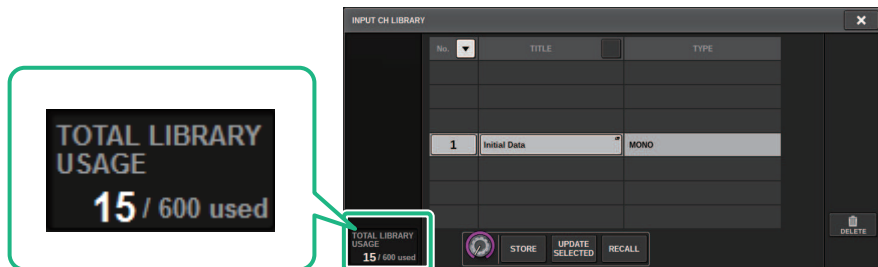 INPUT CH LIBRARY
No. TITLE TYPE
TOTAL LIBRARY
USAGE
15 / 600 used
1 Initial Data MONO
TOTAL LIBRARY
USAGE
15 / 600 used
STORE
UPDATE
SELECTED
RECALL
DELETE